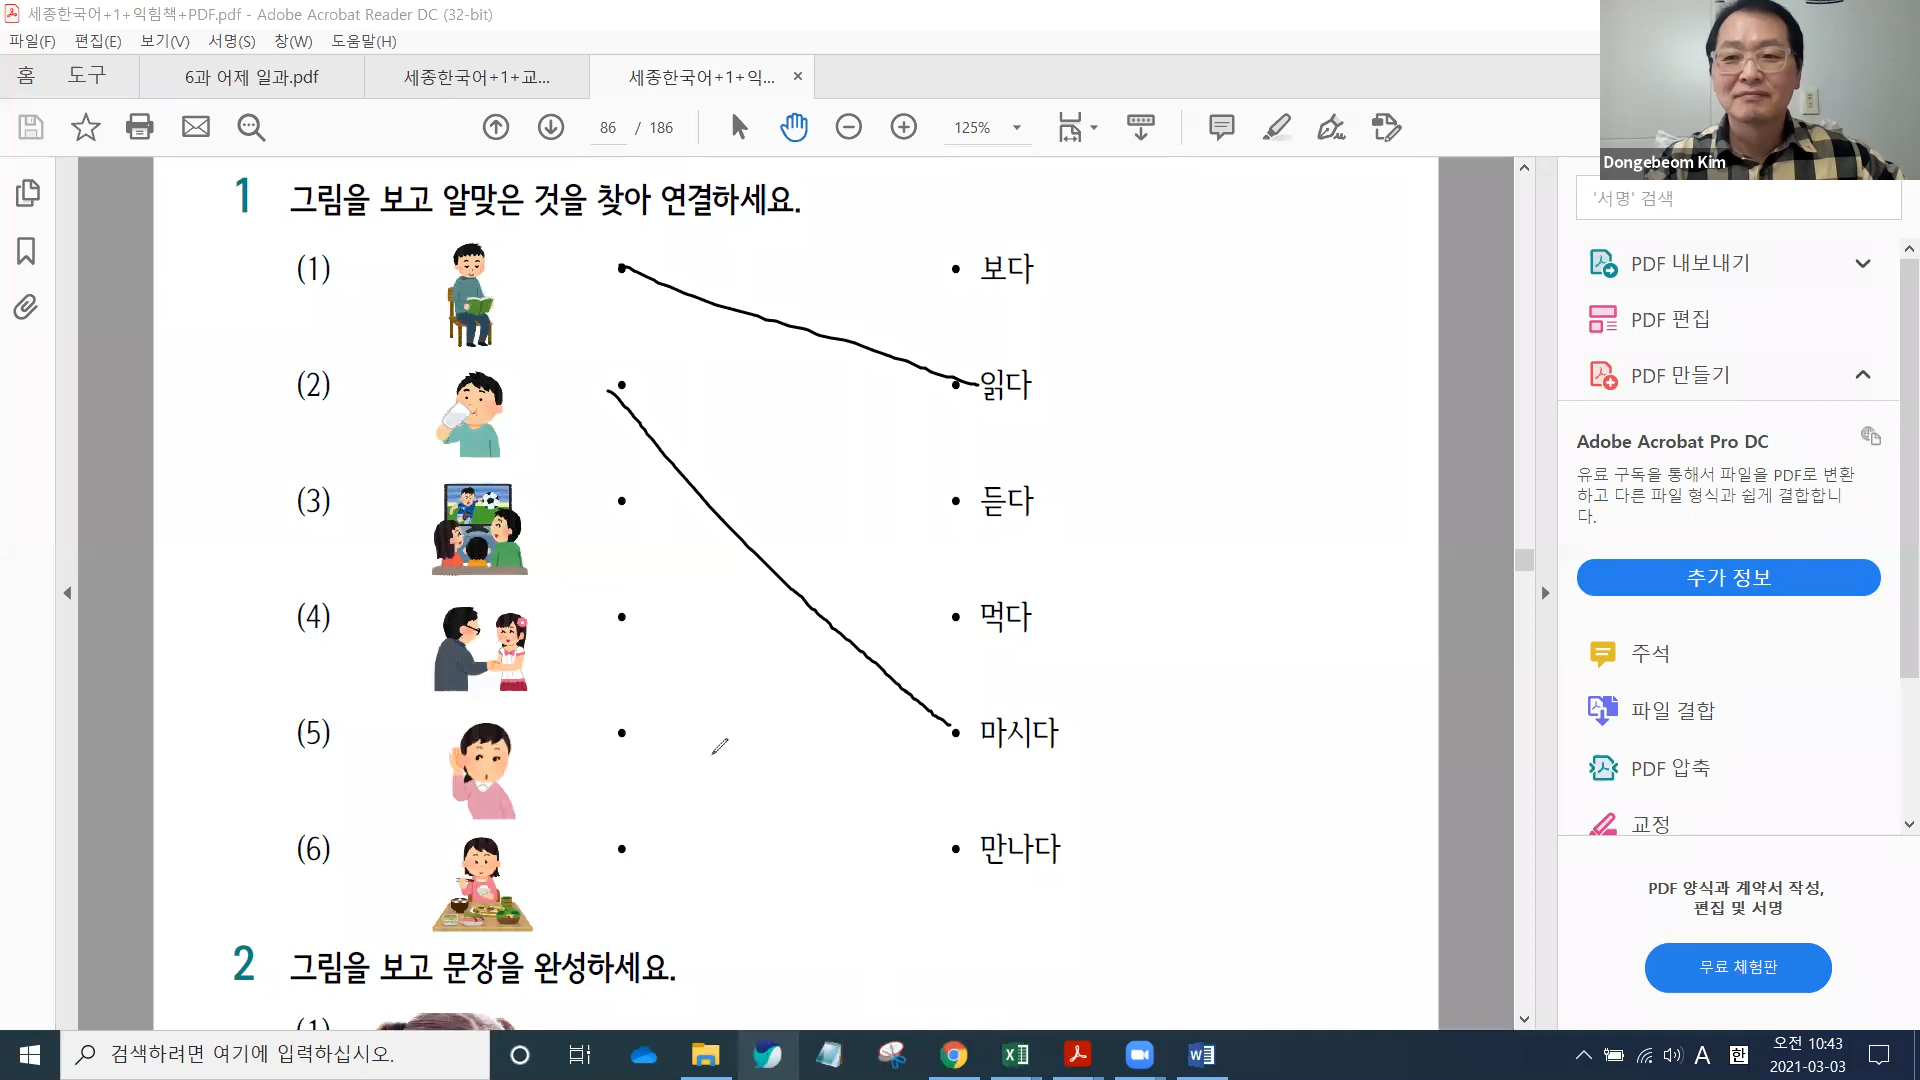 세종한국어+1+익힘책+PDF.pdf - Adobe Acrobat Reader DC (32-bit)
파일(F) 편집(E) 보기(V) 서명(S) 창(W) 도움말(H)
홈 도구 6과 어제 일과.pdf 세종한국어+1+교... 세종한국어+1+익... ×
86 / 186 125%
Dongebeom Kim
'서명' 검색
1 그림을 보고 알맞은 것을 찾아 연결하세요.
(1) • • 보다
(2) • • 읽다
(3) • • 듣다
(4) • • 먹다
(5) • • 마시다
(6) • • 만나다
2 그림을 보고 문장을 완성하세요.
(1)
PDF 내보내기
PDF 편집
PDF 만들기
Adobe Acrobat Pro DC
유료 구독을 통해서 파일을 PDF로 변환
하고 다른 파일 형식과 쉽게 결합합니
다.
추가 정보
주석
파일 결합
PDF 압축
교정
PDF 양식과 계약서 작성,
편집 및 서명
무료 체험판
검색하려면 여기에 입력하십시오.
A 한 오전 10:43
2021-03-03